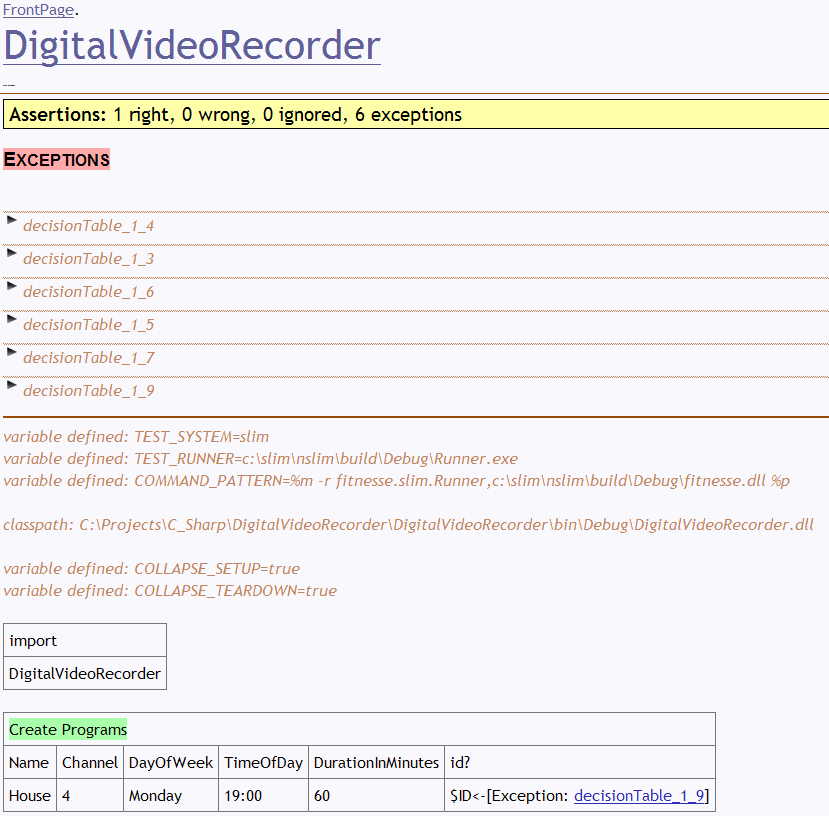 FrontPage.
DigitalVideoRecorder
Assertions: 1 right, 0 wrong, 0 ignored, 6 exceptions
EXCEPTIONS
decisionTable_1_4
decisionTable_1_3
decisionTable_1_6
decisionTable_1_5
decisionTable_1_7
decisionTable_1_9
variable defined: TEST_SYSTEM=slim
variable defined: TEST_RUNNER=c:\slim\nslim\build\Debug\Runner.exe
variable defined: COMMAND_PATTERN=%m -r fitnesse.slim.Runner,c:\slim\nslim\build\Debug\fitnesse.dll %p
classpath: C:\Projects\C_Sharp\DigitalVideoRecorder\DigitalVideoRecorder\bin\Debug\DigitalVideoRecorder.dll
variable defined: COLLAPSE_SETUP=true
variable defined: COLLAPSE_TEARDOWN=true
import
DigitalVideoRecorder
Create Programs
Name Channel DayOfWeek TimeOfDay DurationInMinutes id?
House 4 Monday 19:00 60 $ID<-[Exception: decisionTable_1_9]